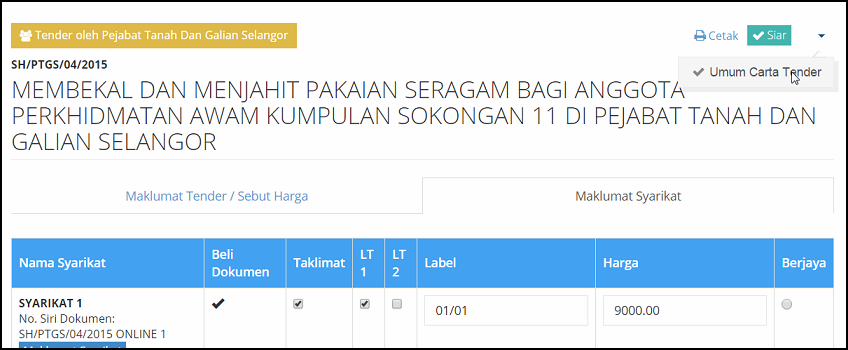 Tender oleh Pejabat Tanah Dan Galian Selangor
Cetak
Siar
SH/PTGS/04/2015
Umum Carta Tender
MEMBEKAL DAN MENJAHIT PAKAIAN SERAGAM BAGI ANGGOTA
PERKHIDMATAN AWAM KUMPULAN SOKONGAN 11 DI PEJABAT TANAH DAN
GALIAN SELANGOR
Maklumat Tender / Sebut Harga
Maklumat Syarikat
Nama Syarikat
Beli
Dokumen
Taklimat
LT
1
LT
2
Label
Harga
Berjaya
SYARIKAT 1
No. Siri Dokumen:
SH/PTGS/04/2015 ONLINE 1
01/01
9000.00